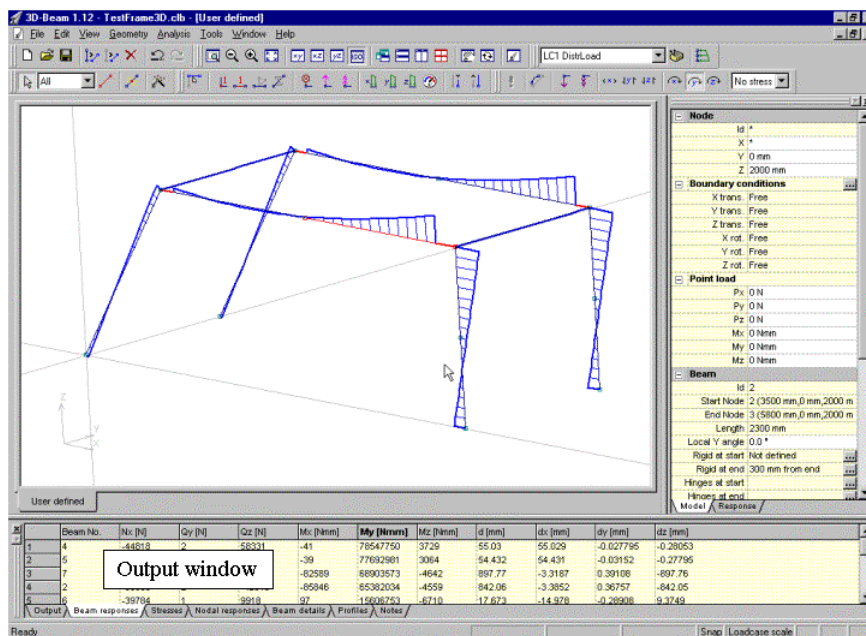 3D-Beam 1.12 - TestFrame3D.clb - [User defined]
File Edit View Geometry Analysis Tools Window Help
xy xz yz ISO LC1 DistrLoad
All No stress
Node
Id *
X *
Y 0 mm
Z 2000 mm
Boundary conditions
X trans. Free
Y trans. Free
Z trans. Free
X rot. Free
Y rot. Free
Z rot. Free
Point load
Px 0 N
Py 0 N
Pz 0 N
Mx 0 Nmm
My 0 Nmm
Mz 0 Nmm
Beam
Id 2
Start Node 2 (3500 mm,0 mm,2000 m
End Node 3 (5800 mm,0 mm,2000 m
Length 2300 mm
Local Y angle 0.0 °
Rigid at start Not defined
Rigid at end 300 mm from end
Hinges at start
Hinges at end
Model Response
Z
Y
X
User defined
Beam No. Nx [N] Qy [N] Qz [N] Mx [Nmm] My [Nmm] Mz [Nmm] d [mm] dx [mm] dy [mm] dz [mm]
1 4 -44818 2 58331 -41 78547750 3729 55.03 55.029 -0.027795 -0.28053
2 5 -39 77692981 3064 54.432 54.431 -0.03152 -0.27795
3 7 -82589 68903573 -4642 897.77 -3.3187 0.39108 -897.76
4 2 -65846 65382034 -4559 842.06 -3.3852 0.36757 -842.05
5 6 -39784 1 9918 97 15606753 -6710 17.673 -14.978 -0.28908 9.3749
Output window
Output Beam responses Stresses Nodal responses Beam details Profiles Notes
Ready Snap Loadcase scale